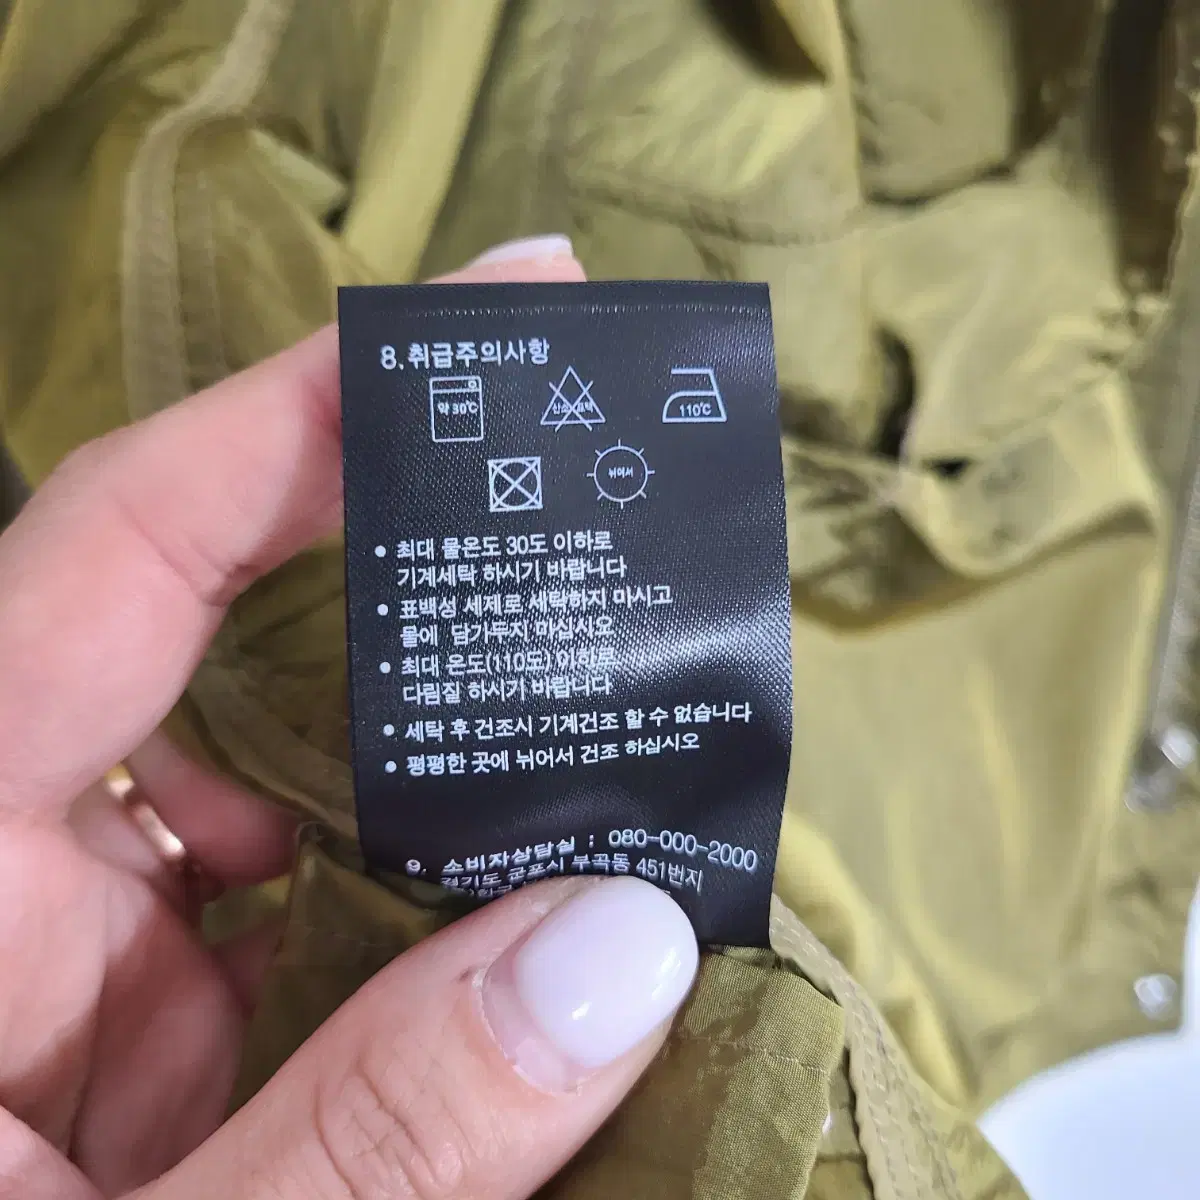 8.취급주의사항
약 30℃
산소 표백
110℃
뉘어서
● 최대 물온도 30도 이하로
기계세탁 하시기 바랍니다
● 표백성 세제로 세탁하지 마시고
물에 담가두지 마십시요
● 최대 온도(110도) 이하로
다림질 하시기 바랍니다
● 세탁 후 건조시 기계건조 할 수 없습니다
● 평평한 곳에 뉘어서 건조 하십시오
9. 소비자상담실 : 080-000-2000
경기도 군포시 부곡동 451번지